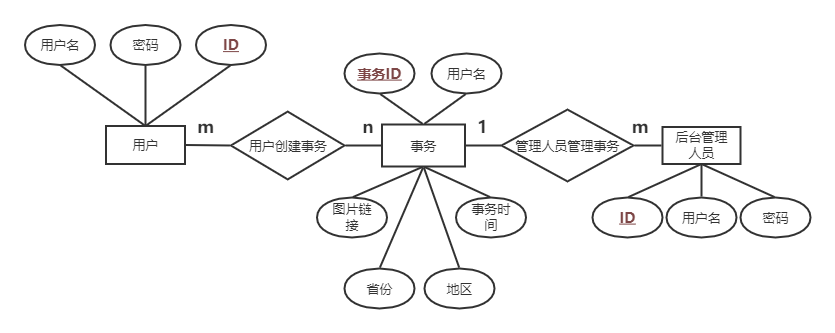 用户名
密码
ID
事务ID
用户名
m
n
1
m
用户
用户创建事务
事务
管理人员管理事务
后台管理
人员
图片链
接
事务时
间
ID
用户名
密码
省份
地区